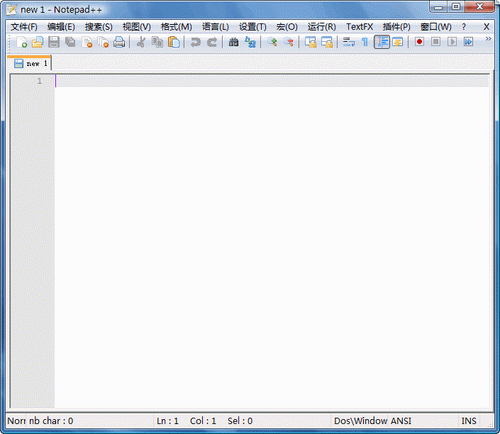 new 1 - Notepad++
文件(F) 编辑(E) 搜索(S) 视图(V) 格式(M) 语言(L) 设置(T) 宏(O) 运行(R) TextFX 插件(P) 窗口(W) ? X
new 1
1
Norr nb char : 0 Ln : 1 Col : 1 Sel : 0 Dos\Window ANSI INS